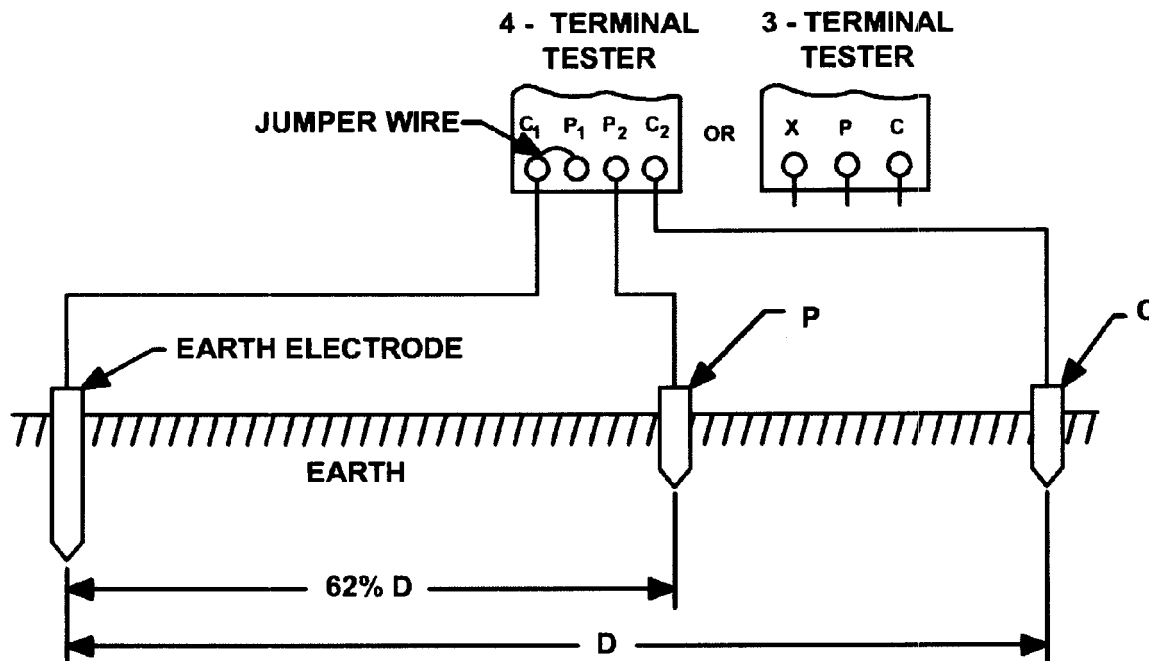 4 - TERMINAL
TESTER
3 - TERMINAL
TESTER
JUMPER WIRE
C₁ P₁ P₂ C₂
OR
X P C
EARTH ELECTRODE
P
C
EARTH
62% D
D